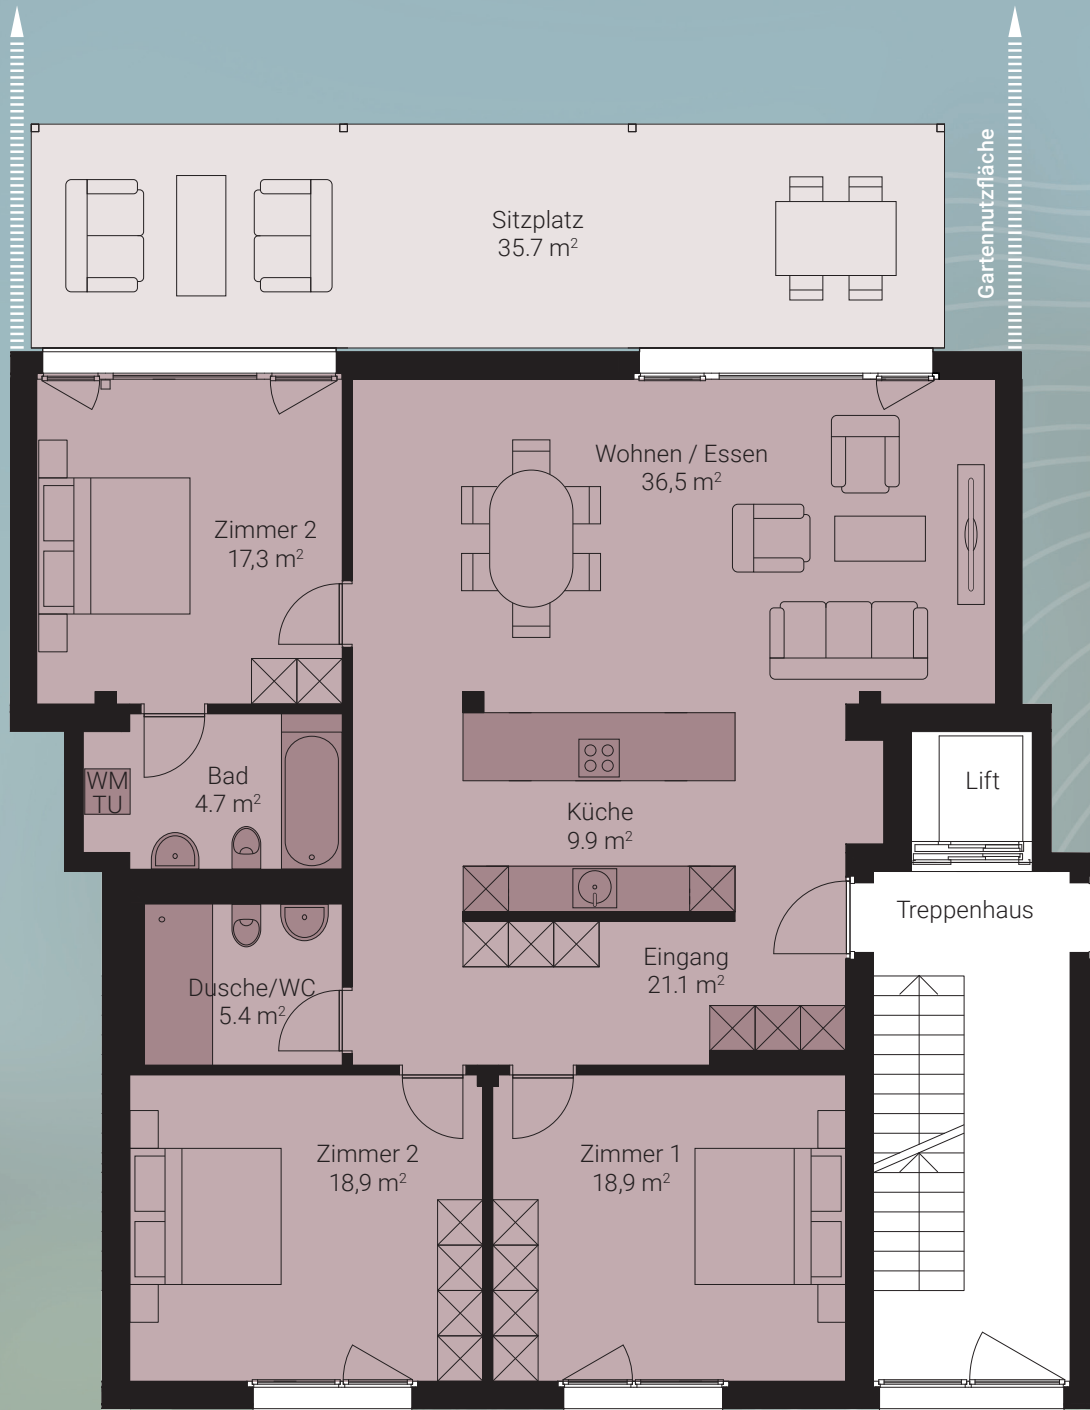 Gartennutzfläche
Sitzplatz
35.7 m²
Wohnen / Essen
36,5 m²
Zimmer 2
17,3 m²
WM
TU
Bad
4.7 m²
Küche
9.9 m²
Lift
Treppenhaus
Eingang
21.1 m²
Dusche/WC
5.4 m²
Zimmer 2
18,9 m²
Zimmer 1
18,9 m²